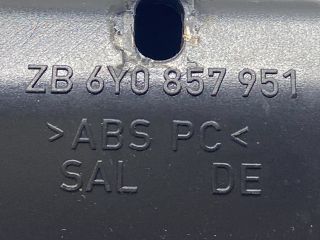 ZB 6Y0 857 951
>ABS PC<
SAL DE